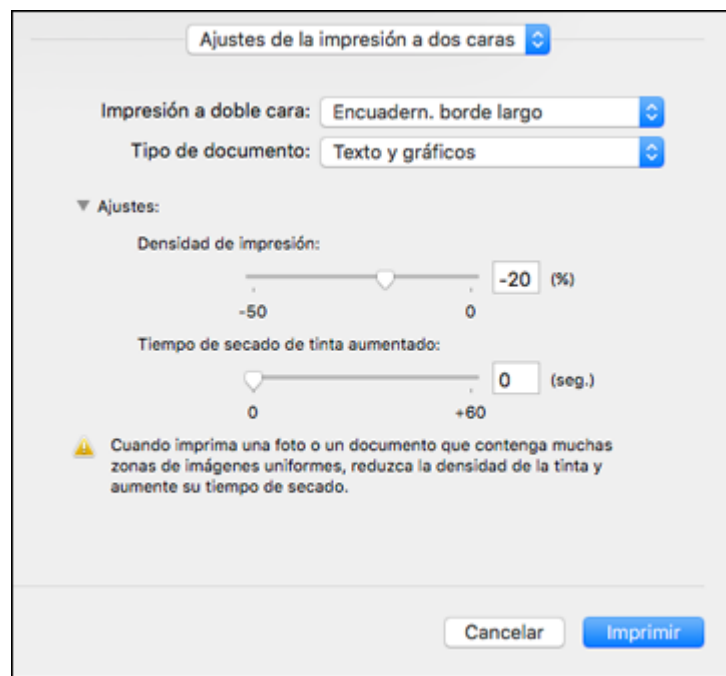 Ajustes de la impresión a dos caras
Impresión a doble cara: Encuadern. borde largo
Tipo de documento: Texto y gráficos
Ajustes:
Densidad de impresión:
-20 (%)
-50 0
Tiempo de secado de tinta aumentado:
0 (seg.)
0 +60
Cuando imprima una foto o un documento que contenga muchas
zonas de imágenes uniformes, reduzca la densidad de la tinta y
aumente su tiempo de secado.
Cancelar Imprimir